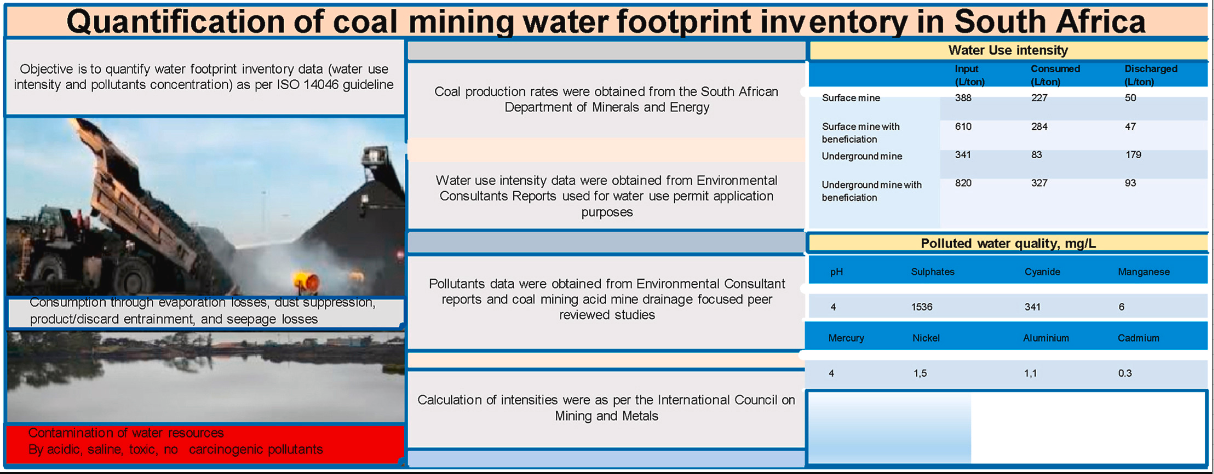 Quantification of coal mining water footprint inventory in South Africa
Objective is to quantify water footprint inventory data (water use
intensity and pollutants concentration) as per ISO 14046 guideline
Consumption through evaporation losses, dust suppression,
product/discard entrainment, and seepage losses
Contamination of water resources
By acidic, saline, toxic, no carcinogenic pollutants
Coal production rates were obtained from the South African
Department of Minerals and Energy
Water use intensity data were obtained from Environmental
Consultants Reports used for water use permit application
purposes
Pollutants data were obtained from Environmental Consultant
reports and coal mining acid mine drainage focused peer
reviewed studies
Calculation of intensities were as per the International Council on
Mining and Metals
Water Use intensity
Input Consumed Discharged
(L/ton) (L/ton) (L/ton)
Surface mine 388 227 50
Surface mine with 610 284 47
beneficiation
Underground mine 341 83 179
Underground mine with 820 327 93
beneficiation
Polluted water quality, mg/L
pH Sulphates Cyanide Manganese
4 1536 341 6
Mercury Nickel Aluminium Cadmium
4 1,5 1,1 0.3